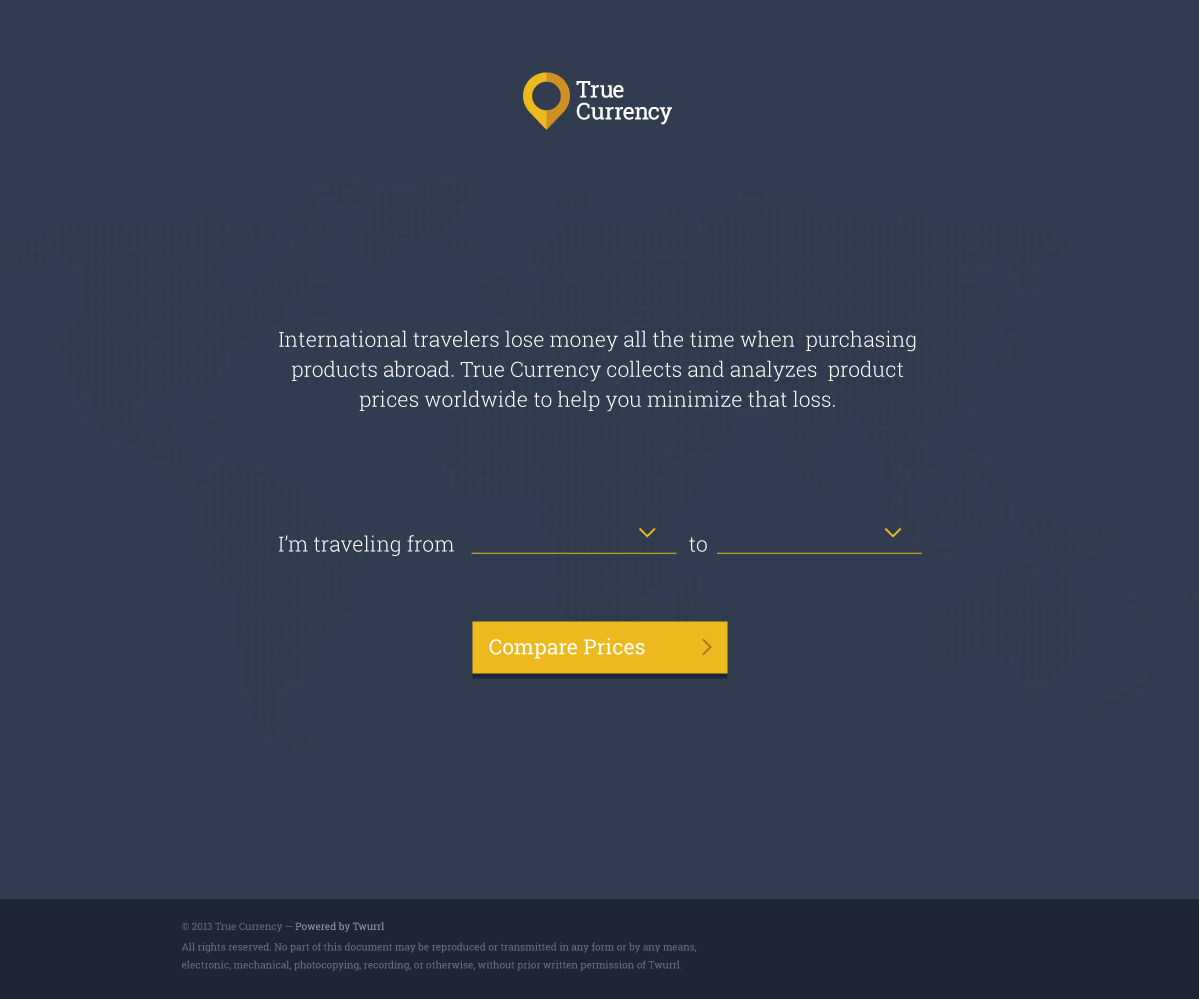 True
Currency
International travelers lose money all the time when purchasing
products abroad. True Currency collects and analyzes product
prices worldwide to help you minimize that loss.
I'm traveling from to
Compare Prices
© 2013 True Currency — Powered by Twurrl
All rights reserved. No part of this document may be reproduced or transmitted in any form or by any means,
electronic, mechanical, photocopying, recording, or otherwise, without prior written permission of Twurrl.